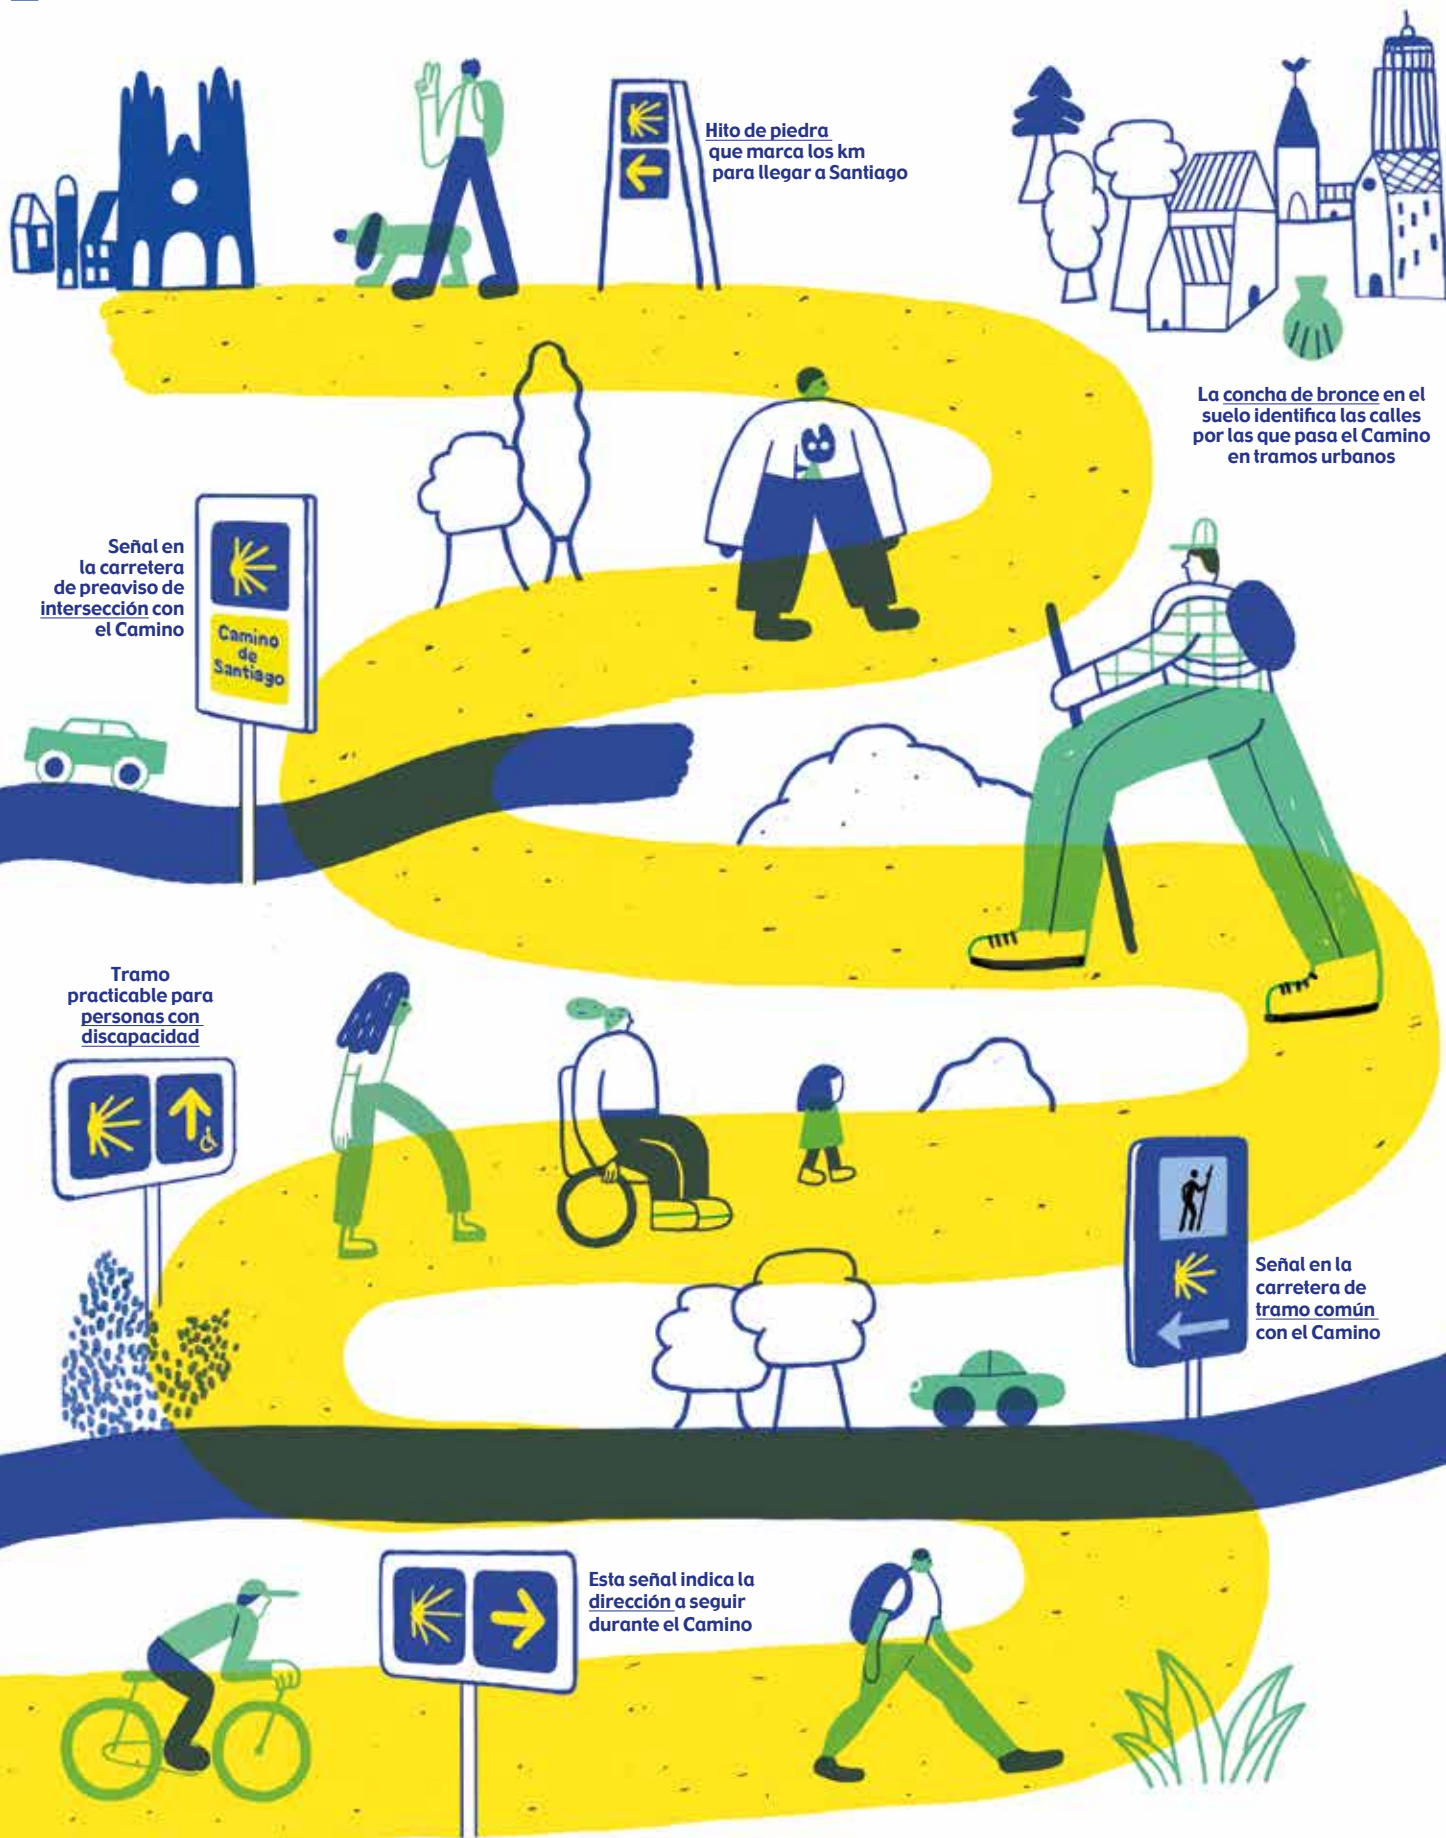 Hito de piedra
que marca los km
para llegar a Santiago
La concha de bronce en el
suelo identifica las calles
por las que pasa el Camino
en tramos urbanos
Señal en
la carretera
de preaviso de
intersección con
el Camino
Camino
de
Santiago
Tramo
practicable para
personas con
discapacidad
Señal en la
carretera de
tramo común
con el Camino
Esta señal indica la
dirección a seguir
durante el Camino